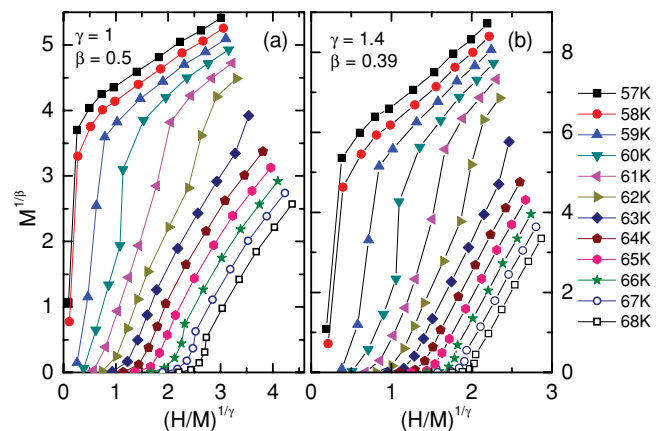 γ = 1
β = 0.5
(a)
M^{1/β}
5
4
3
2
1
0
0 1 2 3 4
(H/M)^{1/γ}
γ = 1.4
β = 0.39
(b)
8
6
4
2
0
0 1 2 3
(H/M)^{1/γ}
57K
58K
59K
60K
61K
62K
63K
64K
65K
66K
67K
68K